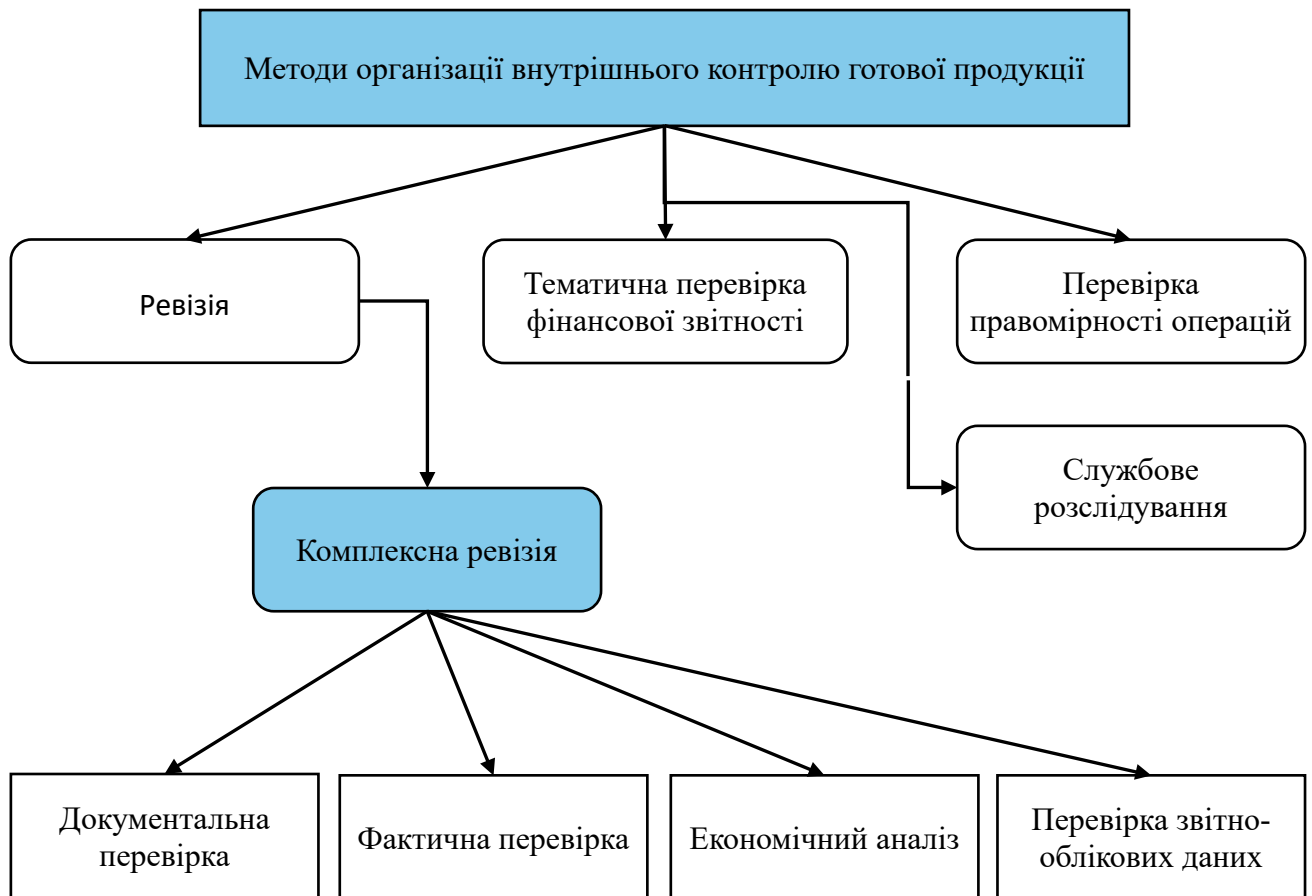 Методи організації внутрішнього контролю готової продукції
Ревізія
Тематична перевірка
фінансової звітності
Перевірка
правомірності операцій
Службове
розслідування
Комплексна ревізія
Документальна
перевірка
Фактична перевірка
Економічний аналіз
Перевірка звітно-
облікових даних